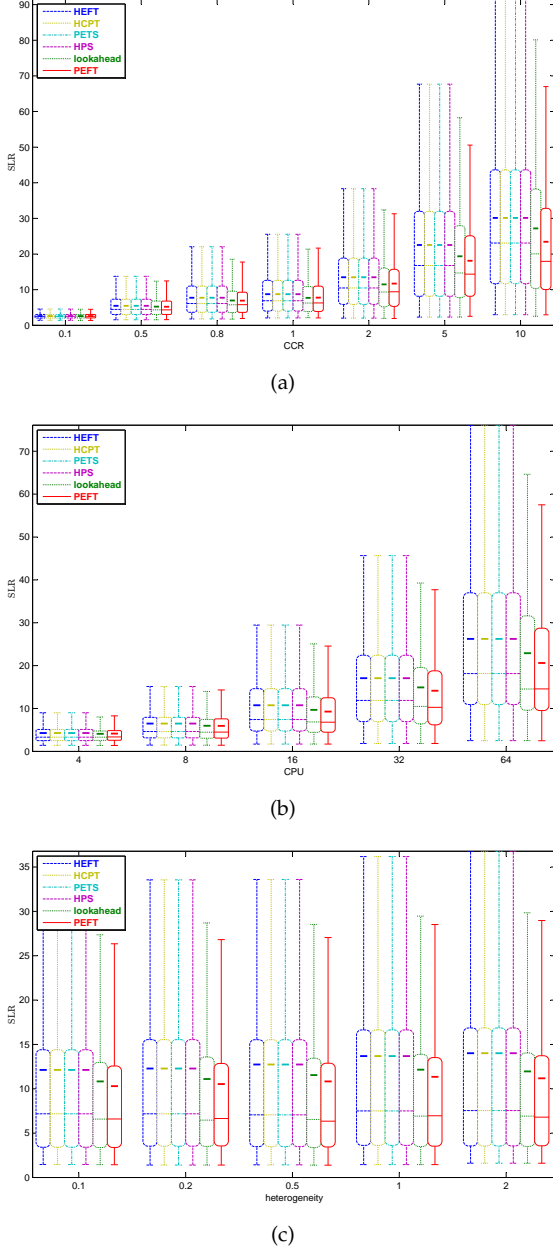 90
80
70
60
50
40
30
20
10
0
SLR
HEFT
HCPT
PETS
HPS
lookahead
PEFT
0.1 0.5 0.8 1 2 5 10
CCR
(a)
70
60
50
40
30
20
10
0
SLR
HEFT
HCPT
PETS
HPS
lookahead
PEFT
4 8 16 32 64
CPU
(b)
35
30
25
20
15
10
5
0
SLR
HEFT
HCPT
PETS
HPS
lookahead
PEFT
0.1 0.2 0.5 1 2
heterogeneity
(c)